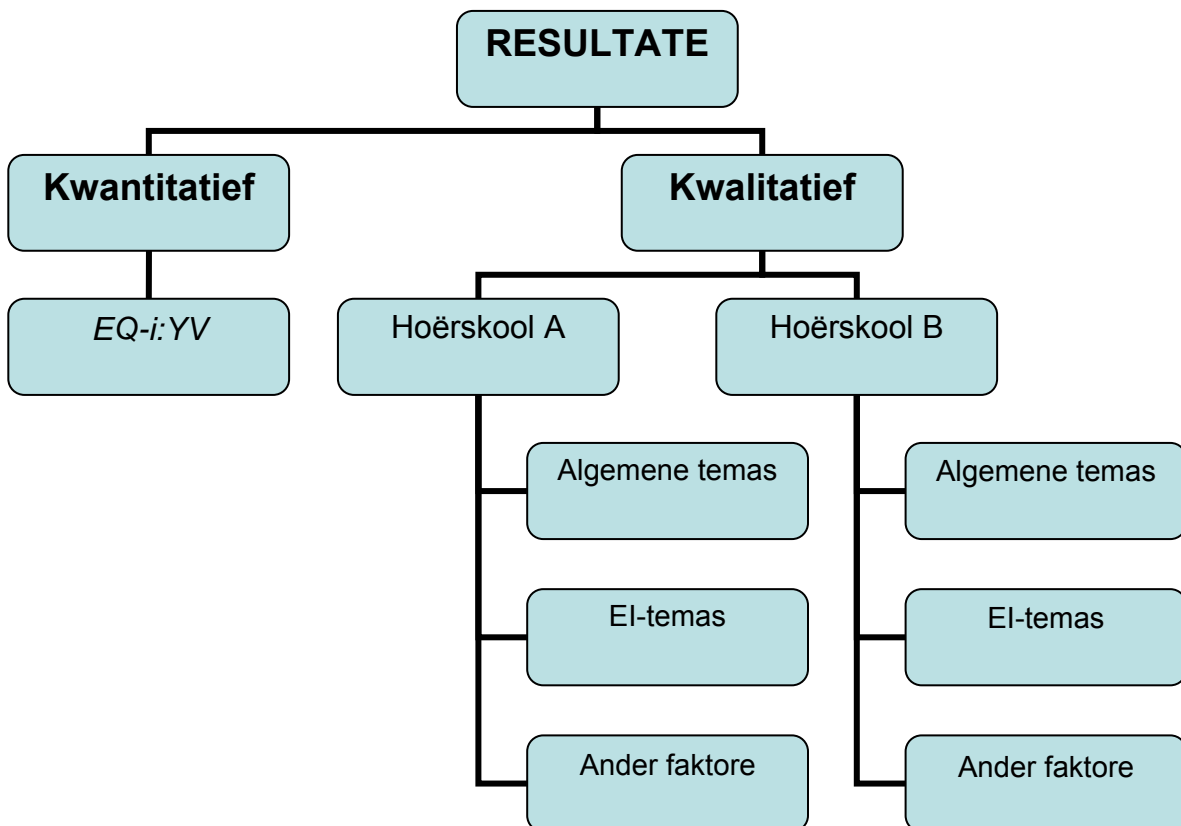 RESULTATE
Kwantitatief
Kwalitatief
EQ-i:YV
Hoërskool A
Hoërskool B
Algemene temas
Algemene temas
EI-temas
EI-temas
Ander faktore
Ander faktore